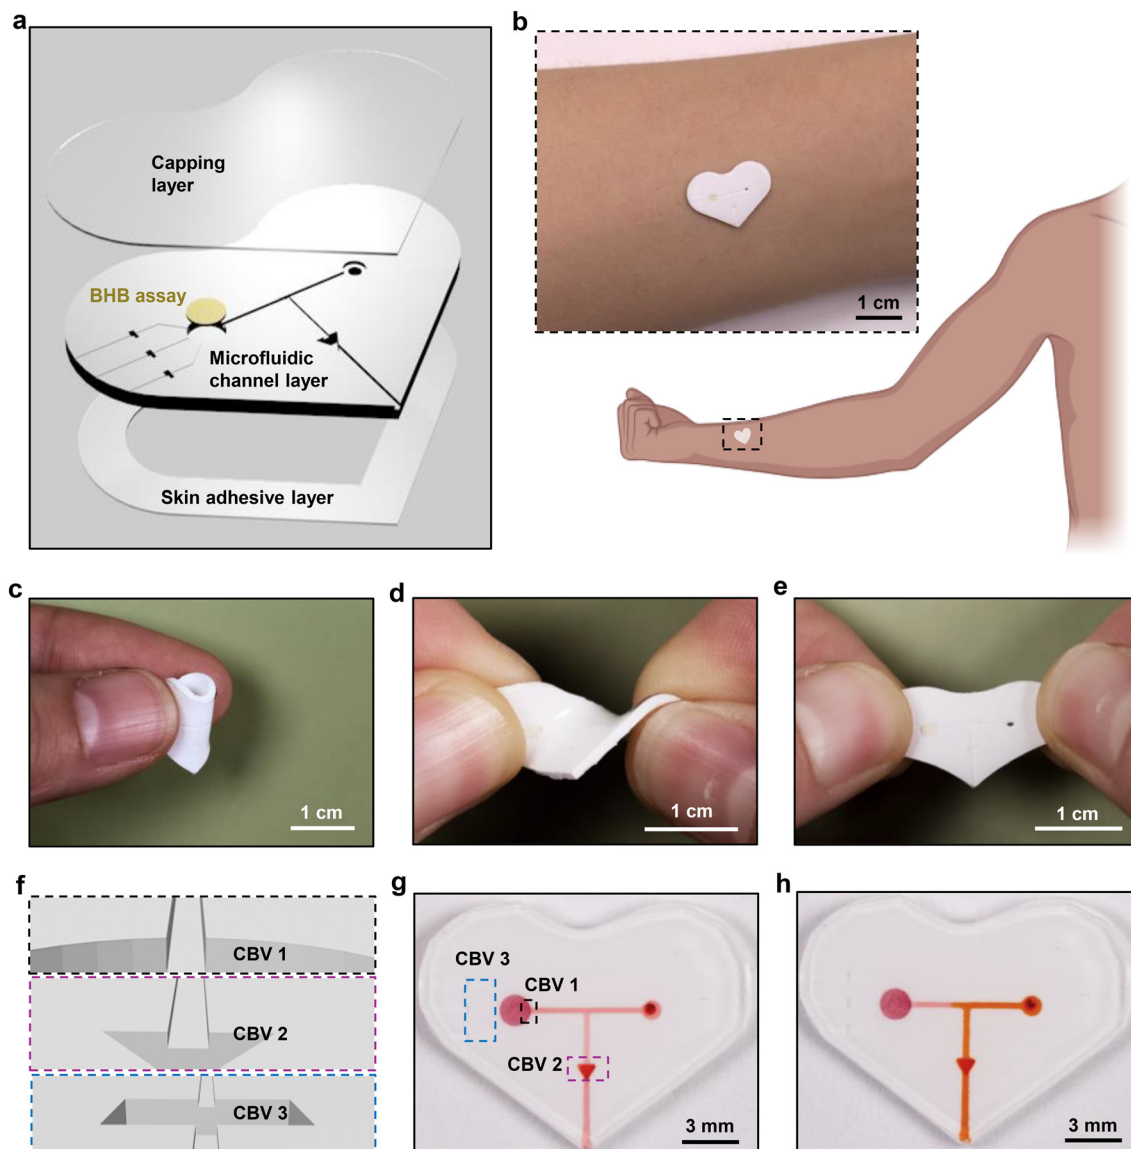 a
Capping
layer
BHB assay
Microfluidic
channel layer
Skin adhesive layer
b
1 cm
c
1 cm
d
1 cm
e
1 cm
f
CBV 1
CBV 2
CBV 3
g
CBV 3
CBV 1
CBV 2
3 mm
h
3 mm